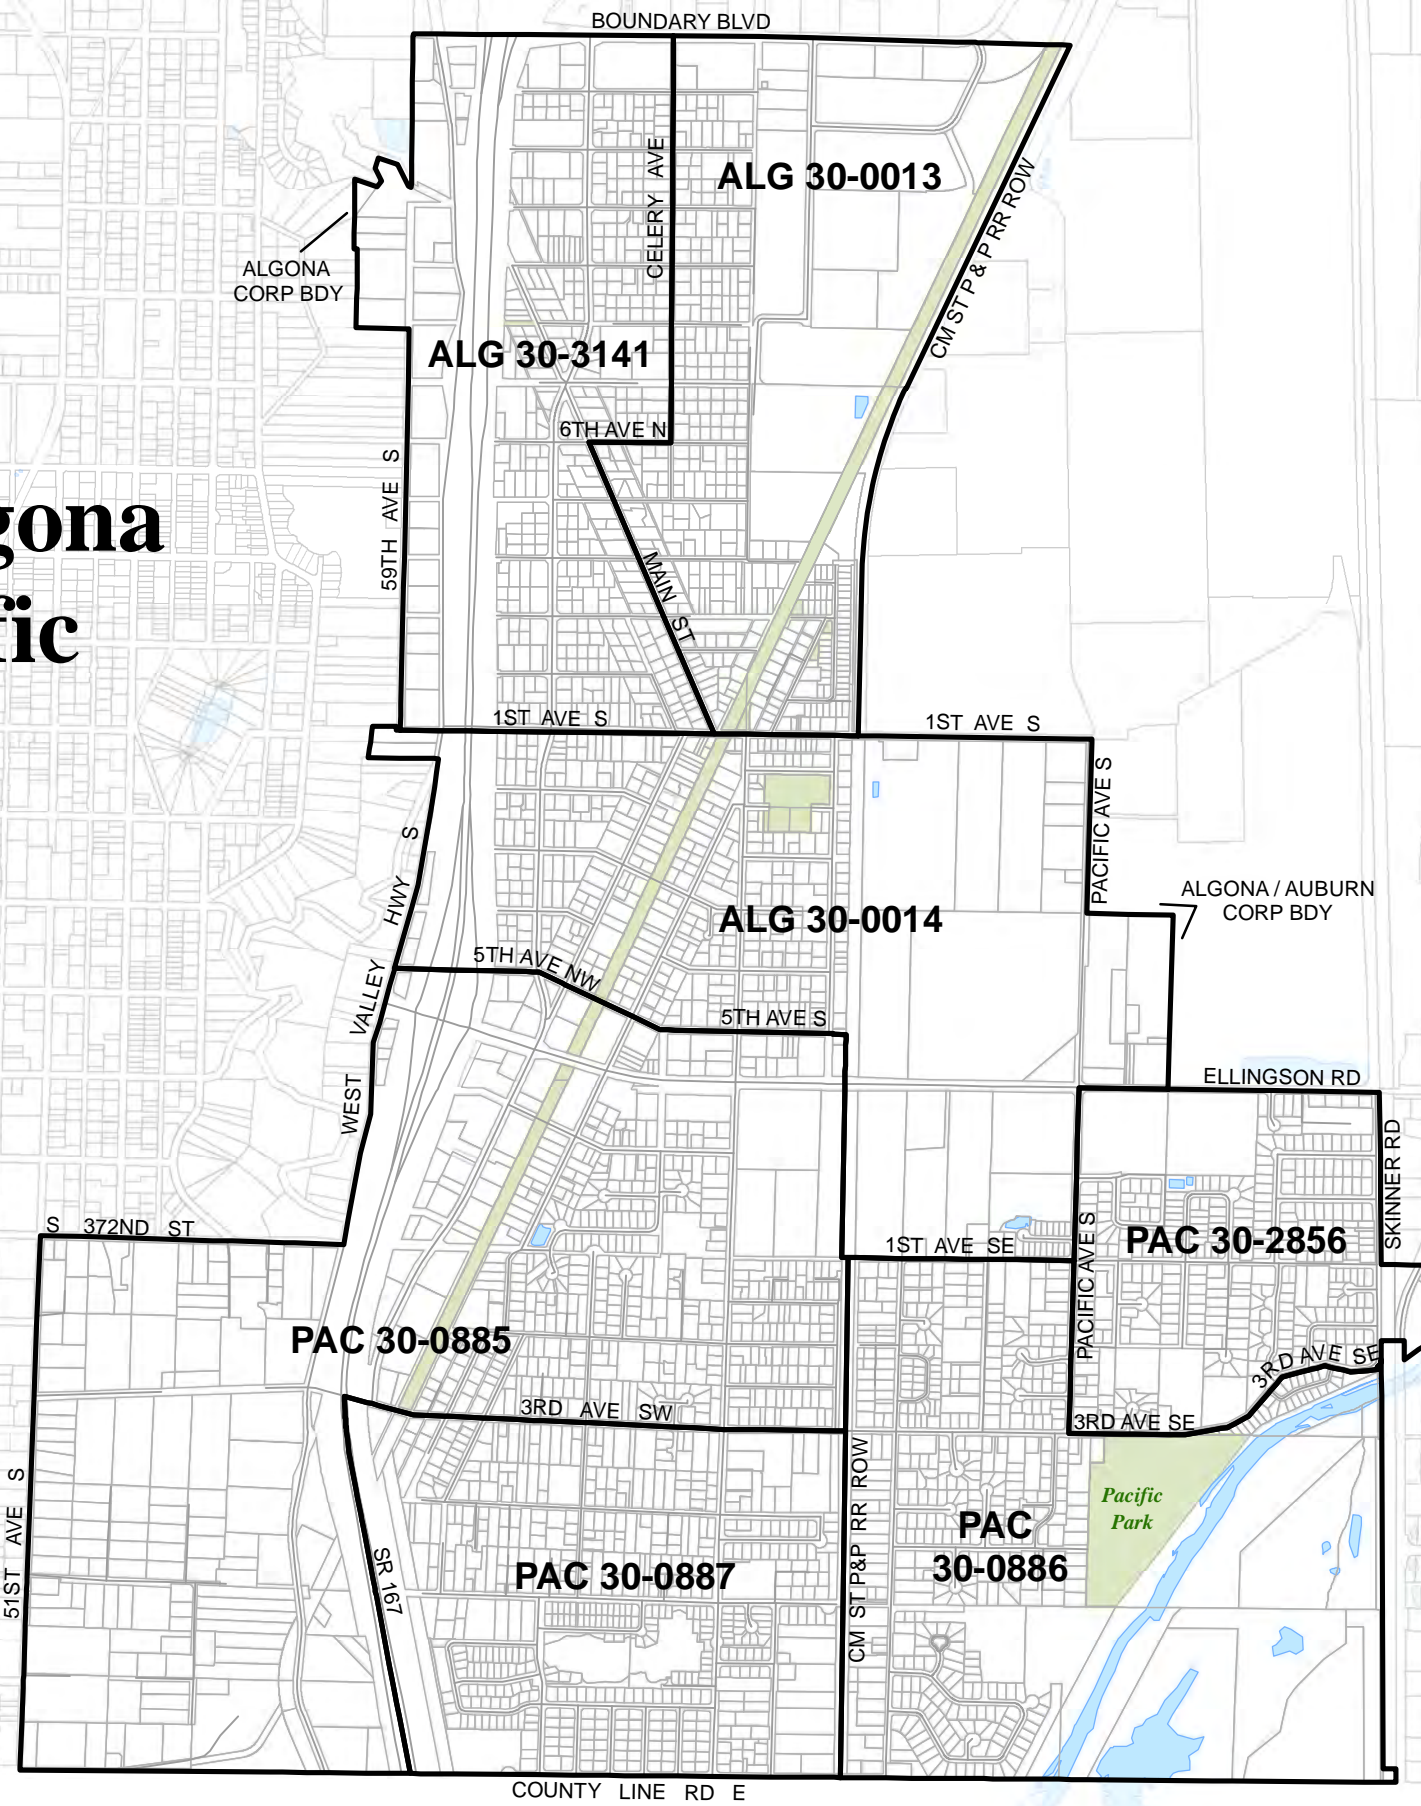 BOUNDARY BLVD
CELERY AVE
ALG 30-0013
CM ST P & P RR ROW
ALGONA
CORP BDY
ALG 30-3141
6TH AVE N
59TH AVE S
gona
fic
MAIN ST
1ST AVE S
1ST AVE S
PACIFIC AVE S
WEST VALLEY HWY S
ALGONA / AUBURN
CORP BDY
ALG 30-0014
5TH AVE NW
5TH AVE S
ELLINGSON RD
SKINNER RD
S 372ND ST
1ST AVE SE
PACIFIC AVE S
PAC 30-2856
PAC 30-0885
3RD AVE SE
3RD AVE SW
3RD AVE SE
51ST AVE S
SR 167
CM ST P&P RR ROW
Pacific
Park
PAC
30-0886
PAC 30-0887
COUNTY LINE RD E